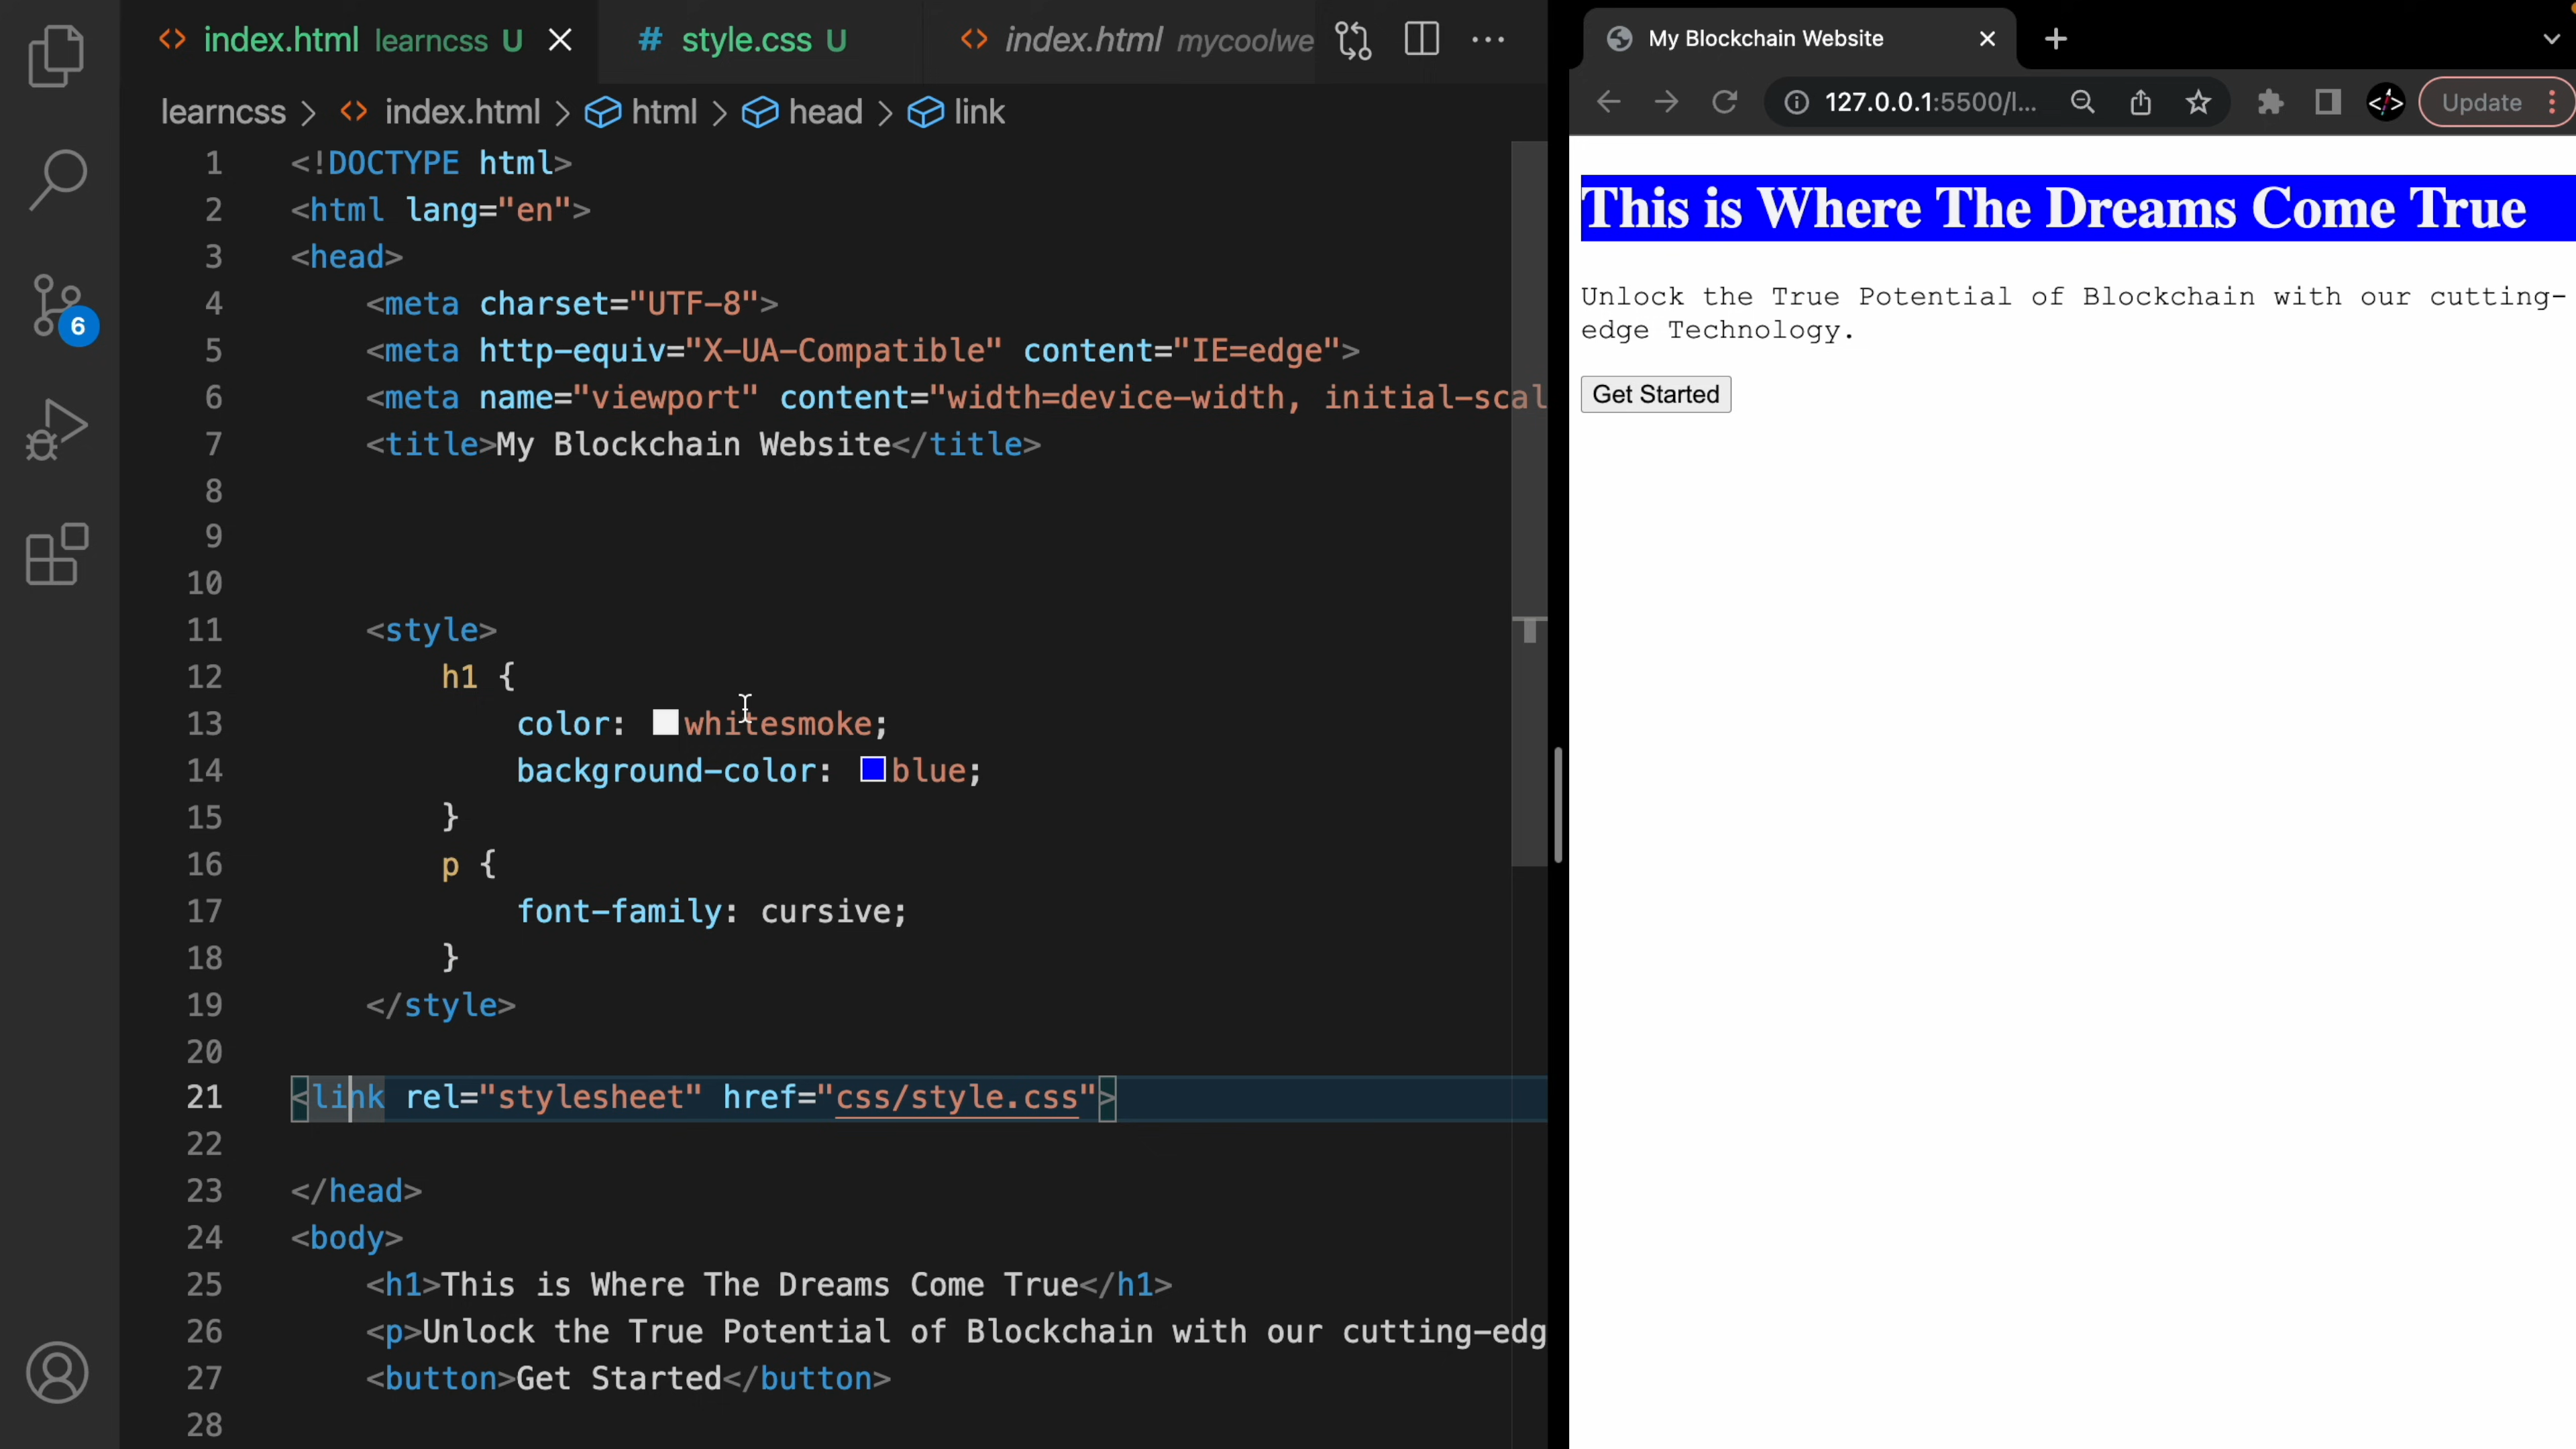 index.html learncss U
style.css U
index.html mycoolwe
learncss > index.html > html > head > link
1 <!DOCTYPE html>
2 <html lang="en">
3 <head>
4 <meta charset="UTF-8">
5 <meta http-equiv="X-UA-Compatible" content="IE=edge">
6 <meta name="viewport" content="width=device-width, initial-scal
7 <title>My Blockchain Website</title>
8
9
10
11 <style>
12 h1 {
13 color: whitesmoke;
14 background-color: blue;
15 }
16 p {
17 font-family: cursive;
18 }
19 </style>
20
21 <link rel="stylesheet" href="css/style.css">
22
23 </head>
24 <body>
25 <h1>This is Where The Dreams Come True</h1>
26 <p>Unlock the True Potential of Blockchain with our cutting-edg
27 <button>Get Started</button>
28
6
My Blockchain Website
127.0.0.1:5500/l...
Update
This is Where The Dreams Come True
Unlock the True Potential of Blockchain with our cutting-
edge Technology.
Get Started